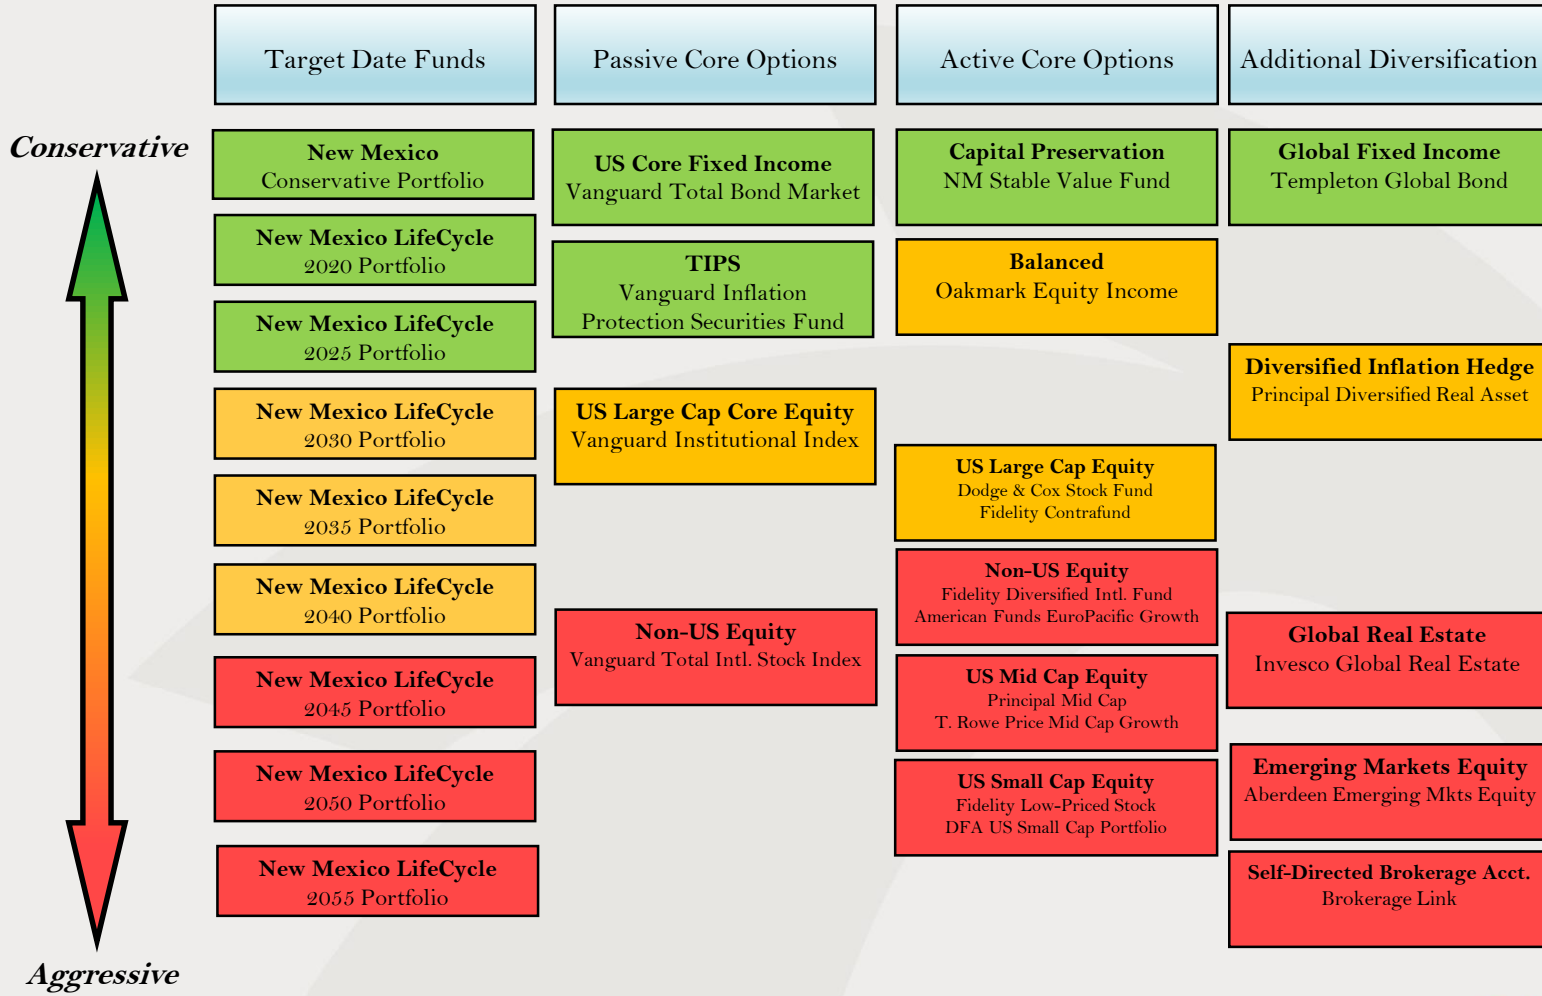 Target Date Funds
Passive Core Options
Active Core Options
Additional Diversification
Conservative
Aggressive
New Mexico
Conservative Portfolio
New Mexico LifeCycle
2020 Portfolio
New Mexico LifeCycle
2025 Portfolio
New Mexico LifeCycle
2030 Portfolio
New Mexico LifeCycle
2035 Portfolio
New Mexico LifeCycle
2040 Portfolio
New Mexico LifeCycle
2045 Portfolio
New Mexico LifeCycle
2050 Portfolio
New Mexico LifeCycle
2055 Portfolio
US Core Fixed Income
Vanguard Total Bond Market
TIPS
Vanguard Inflation
Protection Securities Fund
US Large Cap Core Equity
Vanguard Institutional Index
Non-US Equity
Vanguard Total Intl. Stock Index
Capital Preservation
NM Stable Value Fund
Balanced
Oakmark Equity Income
US Large Cap Equity
Dodge & Cox Stock Fund
Fidelity Contrafund
Non-US Equity
Fidelity Diversified Intl. Fund
American Funds EuroPacific Growth
US Mid Cap Equity
Principal Mid Cap
T. Rowe Price Mid Cap Growth
US Small Cap Equity
Fidelity Low-Priced Stock
DFA US Small Cap Portfolio
Global Fixed Income
Templeton Global Bond
Diversified Inflation Hedge
Principal Diversified Real Asset
Global Real Estate
Invesco Global Real Estate
Emerging Markets Equity
Aberdeen Emerging Mkts Equity
Self-Directed Brokerage Acct.
Brokerage Link